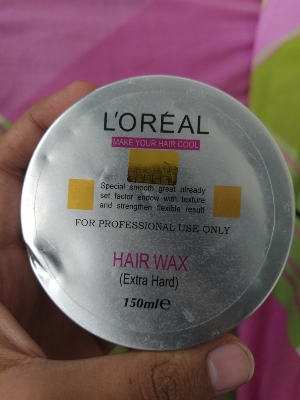 L'ORÉAL
MAKE YOUR HAIR COOL
Special smooth great already
set factor endow with texture
and strengthen flexible result
FOR PROFESSIONAL USE ONLY
HAIR WAX
(Extra Hard)
150ml℮